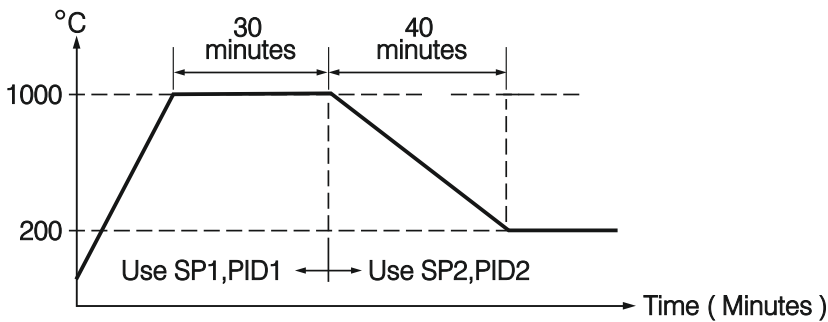 °C
30
minutes
40
minutes
1000
200
Use SP1,PID1
Use SP2,PID2
Time ( Minutes )